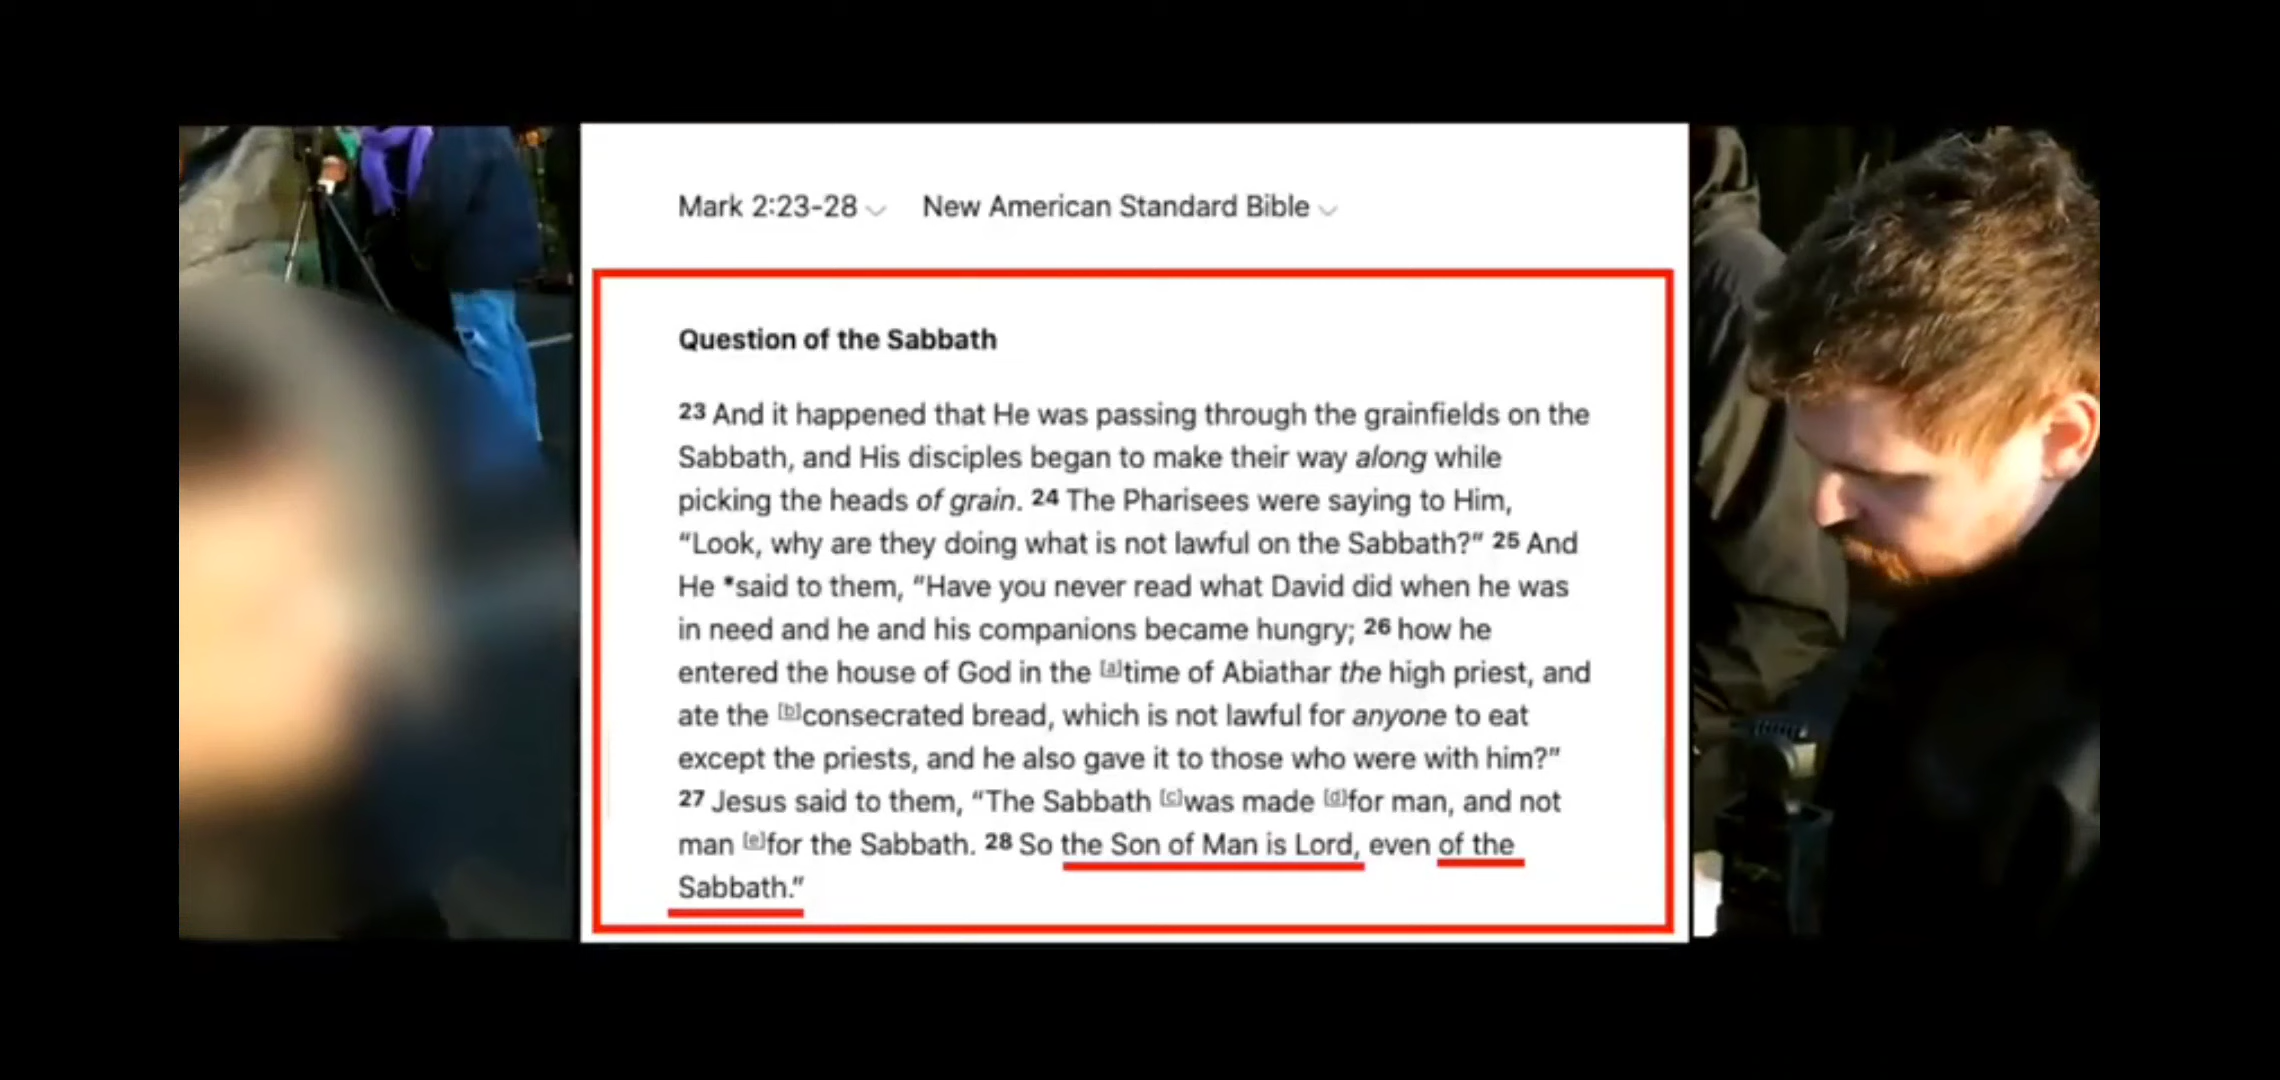 Mark 2:23-28 New American Standard Bible
Question of the Sabbath
23 And it happened that He was passing through the grainfields on the
Sabbath, and His disciples began to make their way along while
picking the heads of grain. 24 The Pharisees were saying to Him,
“Look, why are they doing what is not lawful on the Sabbath?” 25 And
He *said to them, “Have you never read what David did when he was
in need and he and his companions became hungry; 26 how he
entered the house of God in the [a]time of Abiathar the high priest, and
ate the [b]consecrated bread, which is not lawful for anyone to eat
except the priests, and he also gave it to those who were with him?”
27 Jesus said to them, “The Sabbath [c]was made [d]for man, and not
man [e]for the Sabbath. 28 So the Son of Man is Lord, even of the
Sabbath.”